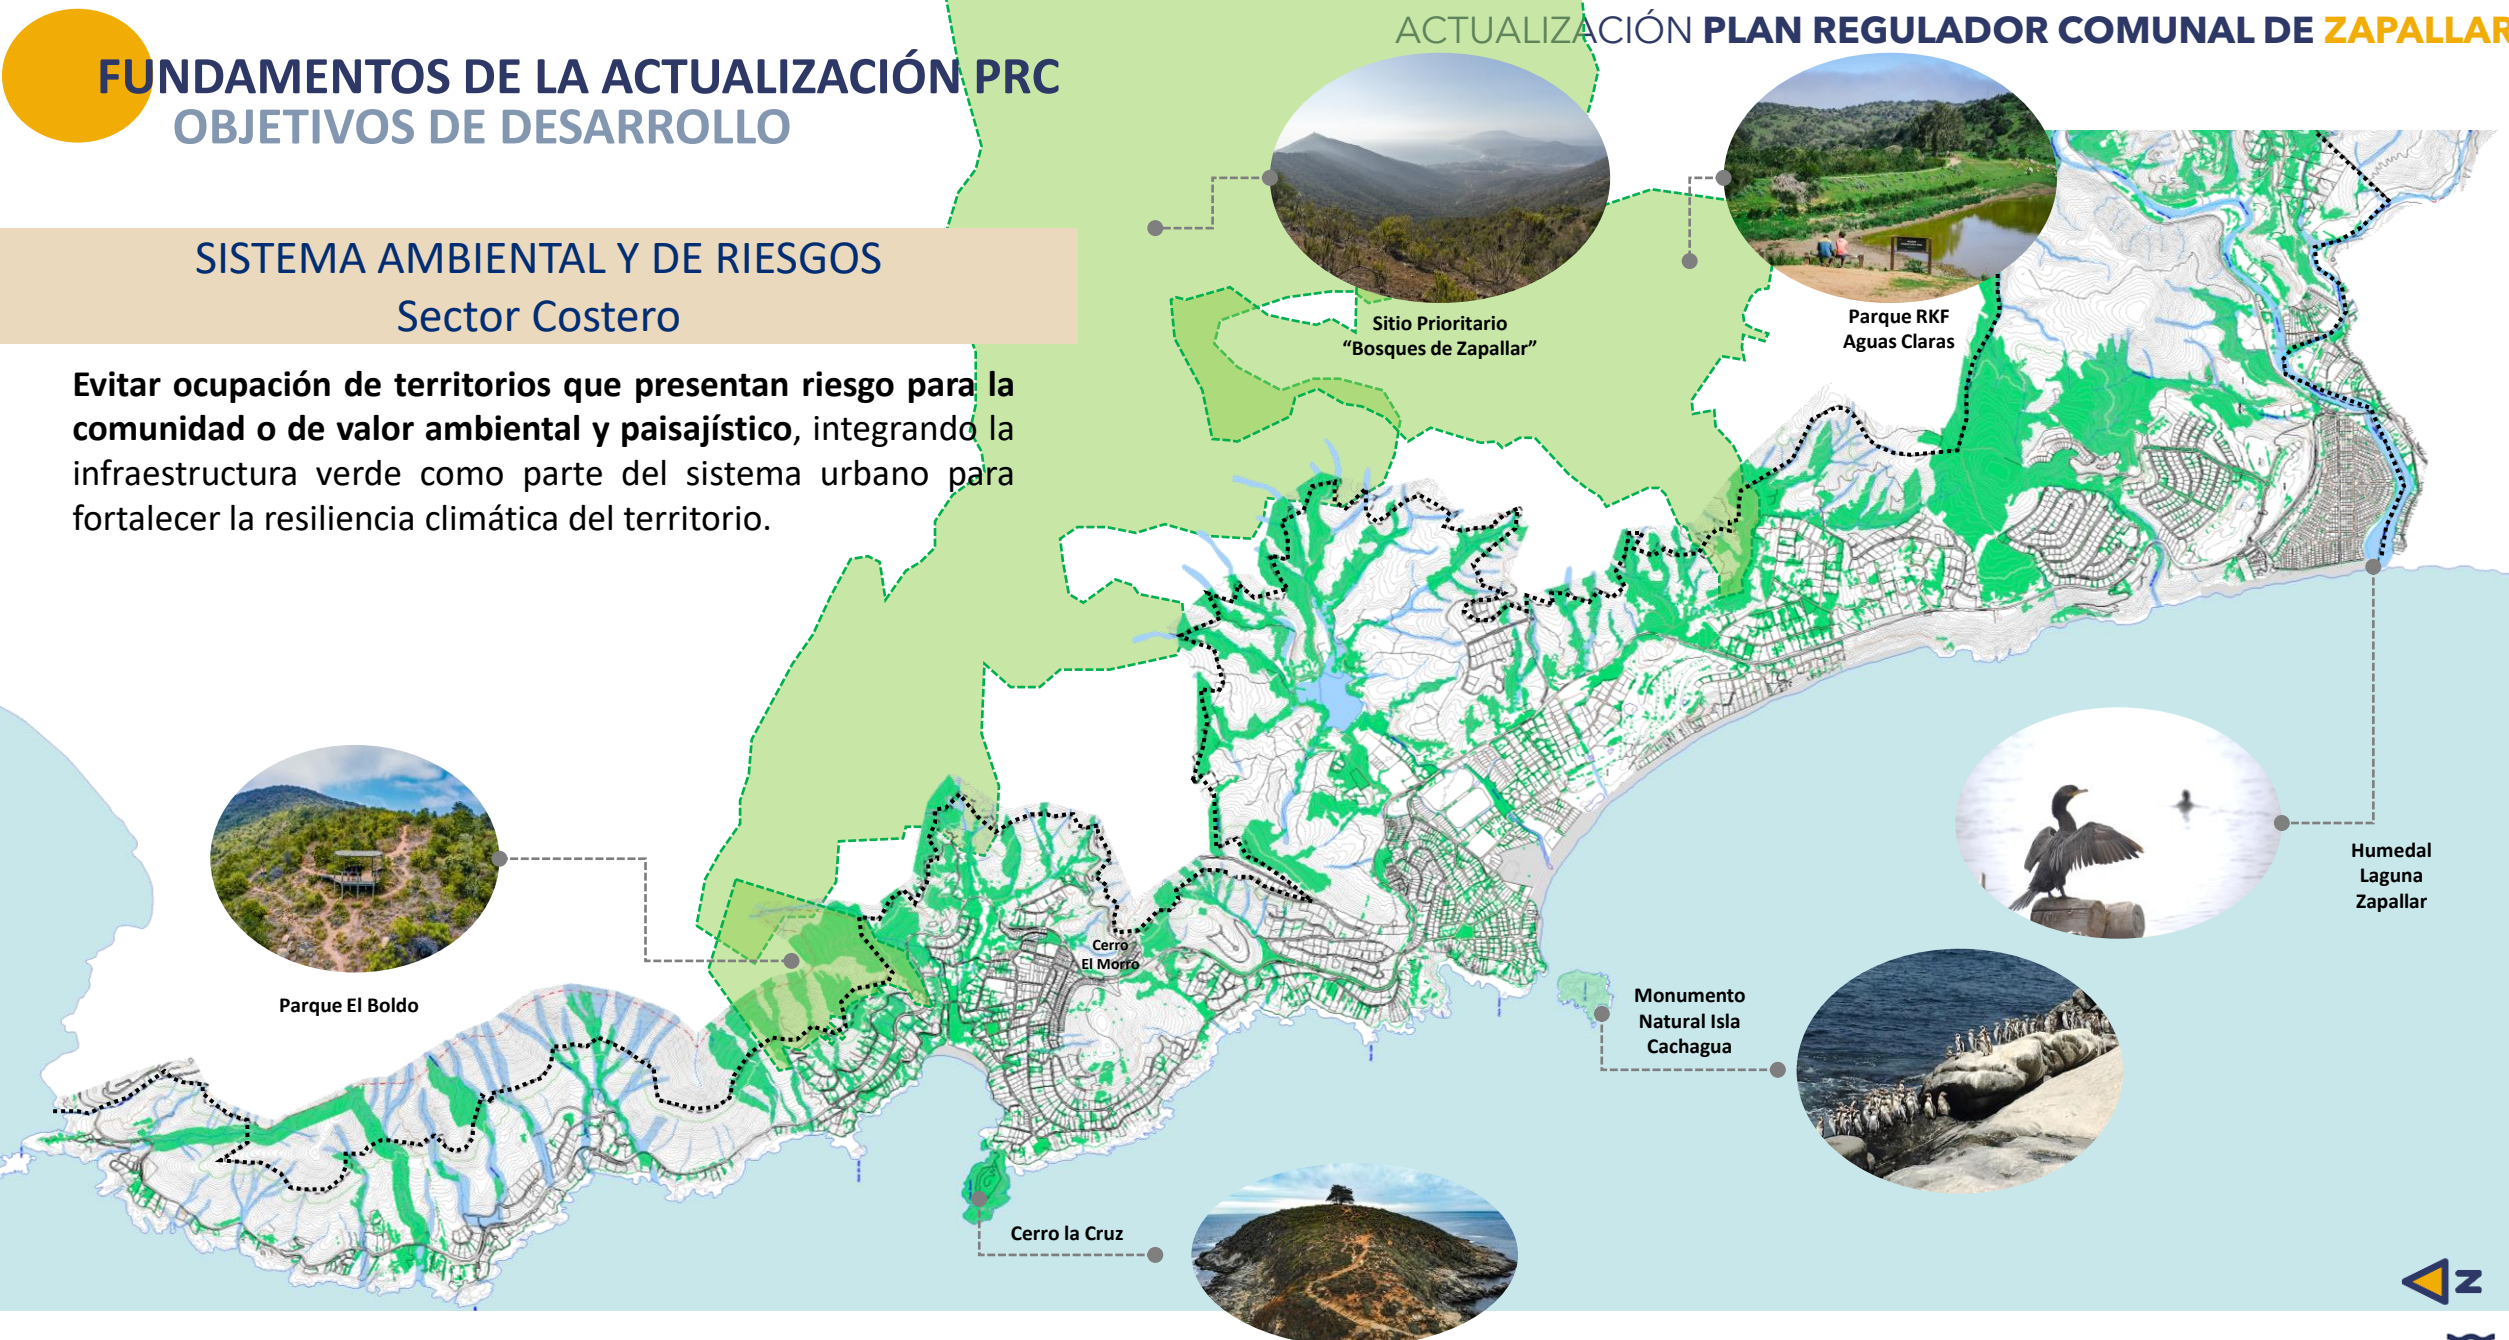 ACTUALIZACIÓN PLAN REGULADOR COMUNAL DE ZAPALLAR
FUNDAMENTOS DE LA ACTUALIZACIÓN PRC
OBJETIVOS DE DESARROLLO
SISTEMA AMBIENTAL Y DE RIESGOS
Sector Costero
Evitar ocupación de territorios que presentan riesgo para la
comunidad o de valor ambiental y paisajístico, integrando la
infraestructura verde como parte del sistema urbano para
fortalecer la resiliencia climática del territorio.
Sitio Prioritario
“Bosques de Zapallar”
Parque RKF
Aguas Claras
Humedal
Laguna
Zapallar
Cerro
El Morro
Parque El Boldo
Monumento
Natural Isla
Cachagua
Cerro la Cruz
N